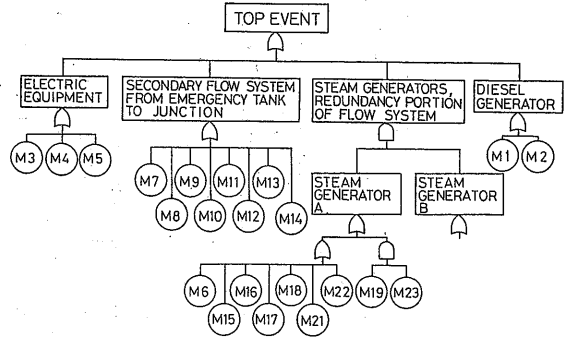 TOP EVENT
ELECTRIC
EQUIPMENT
SECONDARY FLOW SYSTEM
FROM EMERGENCY TANK
TO JUNCTION
STEAM GENERATORS,
REDUNDANCY PORTION
OF FLOW SYSTEM
DIESEL
GENERATOR
M3 M4 M5
M1 M2
M7 M9 M11 M13
M8 M10 M12 M14
STEAM
GENERATOR
A
STEAM
GENERATOR
B
M6 M16 M18 M22 M19 M23
M15 M17 M21